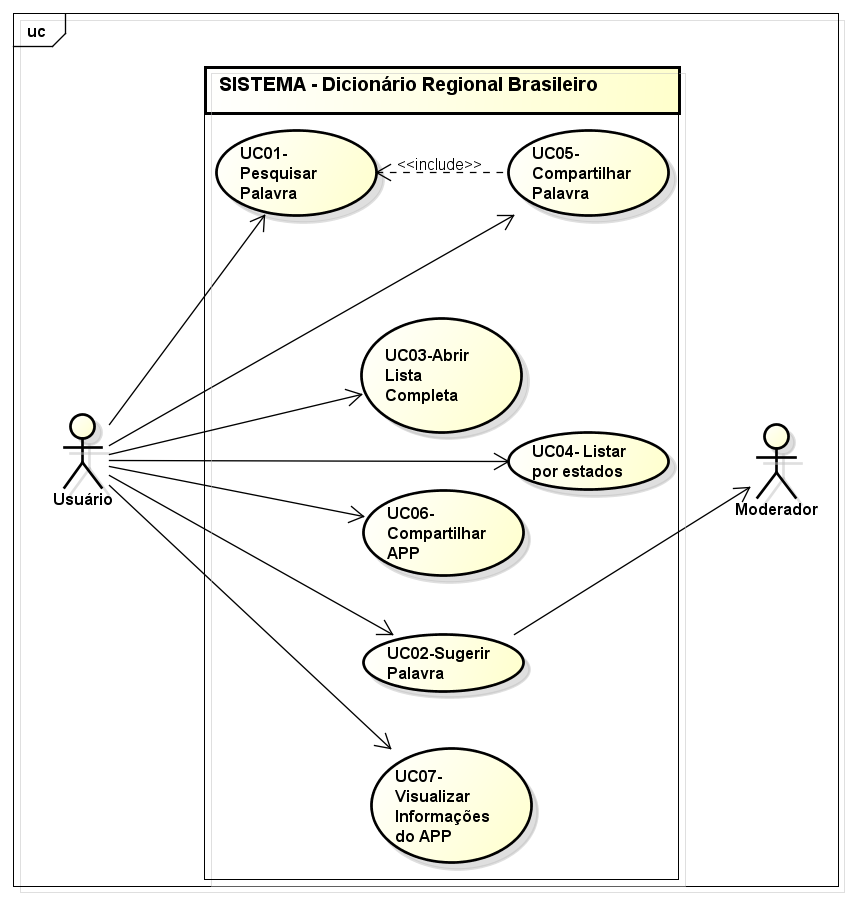 uc
SISTEMA - Dicionário Regional Brasileiro
UC01-
Pesquisar
Palavra
<<include>>
UC05-
Compartilhar
Palavra
UC03-Abrir
Lista
Completa
UC04- Listar
por estados
Usuário
Moderador
UC06-
Compartilhar
APP
UC02-Sugerir
Palavra
UC07-
Visualizar
Informações
do APP